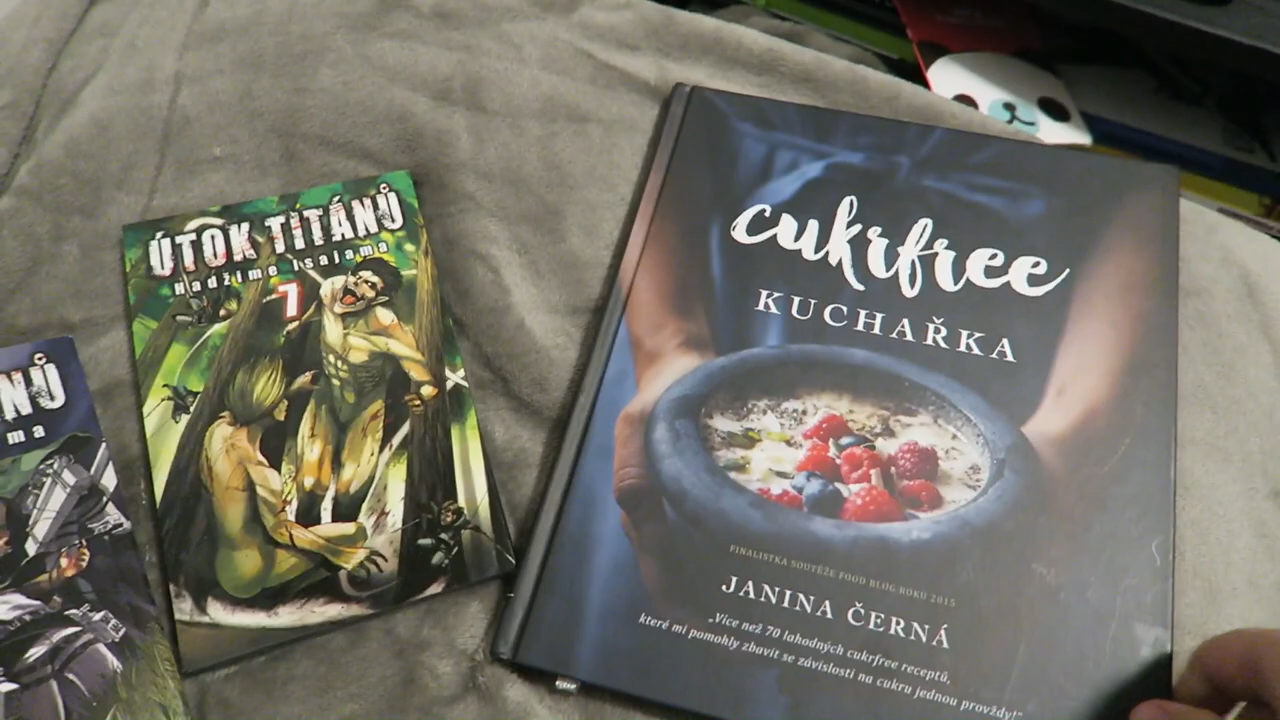 NŮ
ma
ÚTOK TITÁNŮ
Hadžime Isajama
7
cukrfree
KUCHAŘKA
FINALISTKA SOUTĚŽE FOOD BLOG ROKU 2015
JANINA ČERNÁ
„Více než 70 lahodných cukrfree receptů,
které mi pomohly zbavit se závislosti na cukru jednou provždy!"